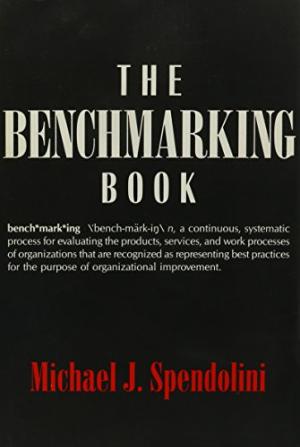 THE
BENCHMARKING
BOOK
bench*mark*ing \'bench-märk-iŋ\ n, a continuous, systematic
process for evaluating the products, services, and work processes
of organizations that are recognized as representing best practices
for the purpose of organizational improvement.
Michael J. Spendolini